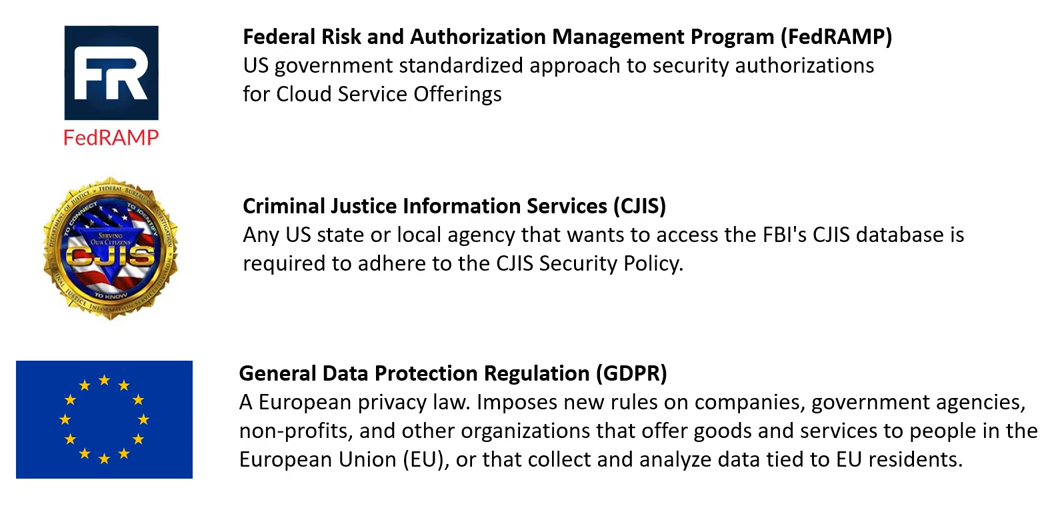 FR
FedRAMP
Federal Risk and Authorization Management Program (FedRAMP)
US government standardized approach to security authorizations
for Cloud Service Offerings
TO CONNECT
TO IDENTIFY
SERVING
OUR CITIZENS
CJIS
TO KNOW
Criminal Justice Information Services (CJIS)
Any US state or local agency that wants to access the FBI's CJIS database is
required to adhere to the CJIS Security Policy.
General Data Protection Regulation (GDPR)
A European privacy law. Imposes new rules on companies, government agencies,
non-profits, and other organizations that offer goods and services to people in the
European Union (EU), or that collect and analyze data tied to EU residents.